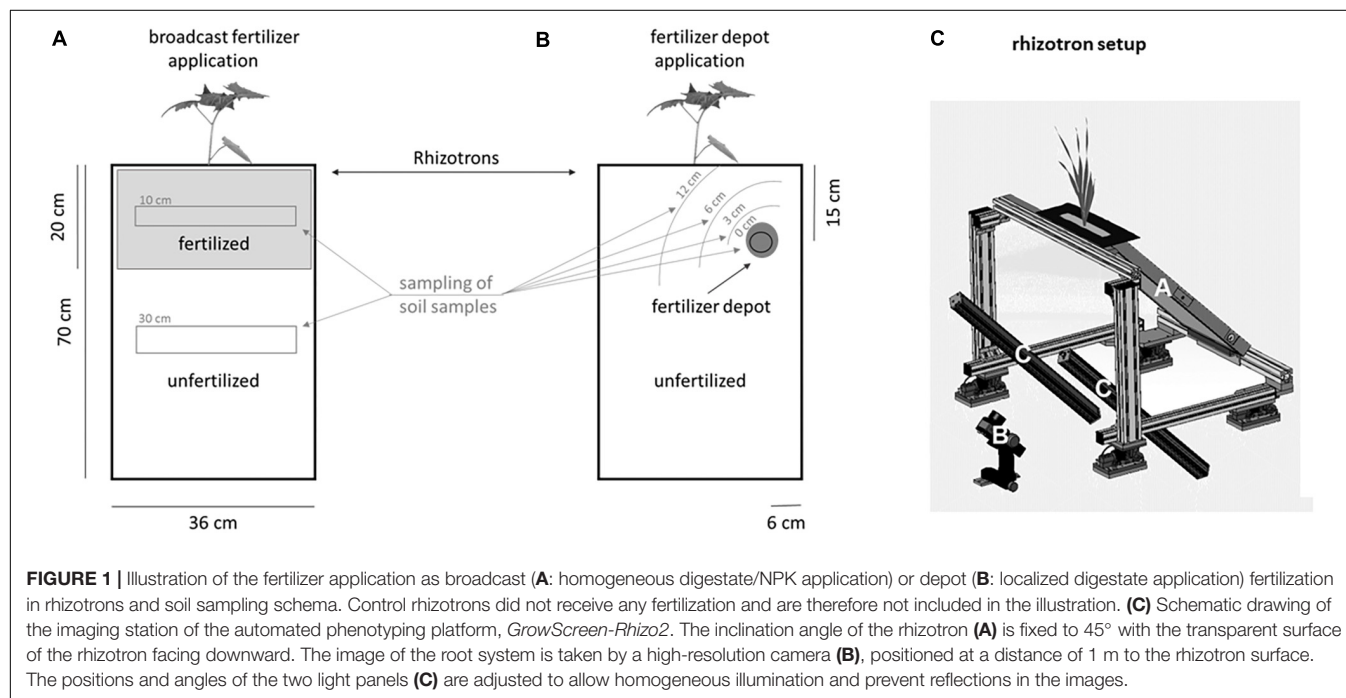 A
broadcast fertilizer
application
B
fertilizer depot
application
C
rhizotron setup
Rhizotrons
20 cm
70 cm
10 cm
fertilized
30 cm
unfertilized
36 cm
sampling of
soil samples
12 cm
6 cm
3 cm
0 cm
fertilizer depot
unfertilized
15 cm
6 cm
A
C
C
B
FIGURE 1 | Illustration of the fertilizer application as broadcast (A: homogeneous digestate/NPK application) or depot (B: localized digestate application) fertilization
in rhizotrons and soil sampling schema. Control rhizotrons did not receive any fertilization and are therefore not included in the illustration. (C) Schematic drawing of
the imaging station of the automated phenotyping platform, GrowScreen-Rhizo2. The inclination angle of the rhizotron (A) is fixed to 45° with the transparent surface
of the rhizotron facing downward. The image of the root system is taken by a high-resolution camera (B), positioned at a distance of 1 m to the rhizotron surface.
The positions and angles of the two light panels (C) are adjusted to allow homogeneous illumination and prevent reflections in the images.